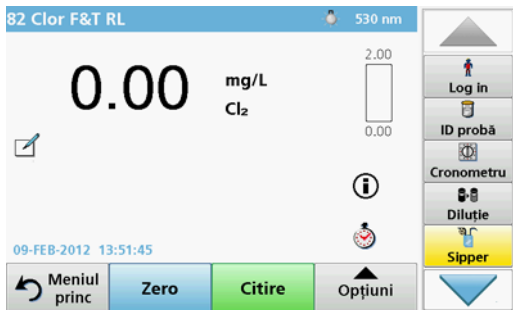 82 Clor F&T RL
530 nm
0.00
mg/L
Cl₂
2.00
0.00
09-FEB-2012 13:51:45
Meniul
princ
Zero
Citire
Opțiuni
Log in
ID probă
Cronometru
Diluție
Sipper